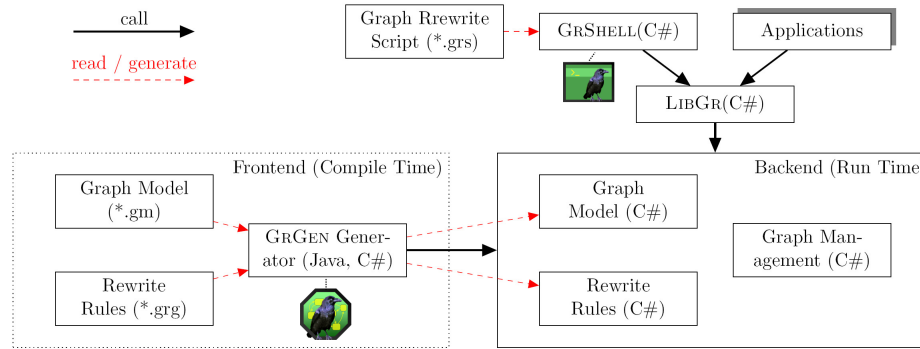 call
read / generate
Graph Rrewrite
Script (*.grs)
GRSHELL(C#)
Applications
LIBGR(C#)
Frontend (Compile Time)
Graph Model
(*.gm)
GRGEN Gener-
ator (Java, C#)
Rewrite
Rules (*.grg)
Backend (Run Time
Graph
Model (C#)
Graph Man-
agement (C#)
Rewrite
Rules (C#)